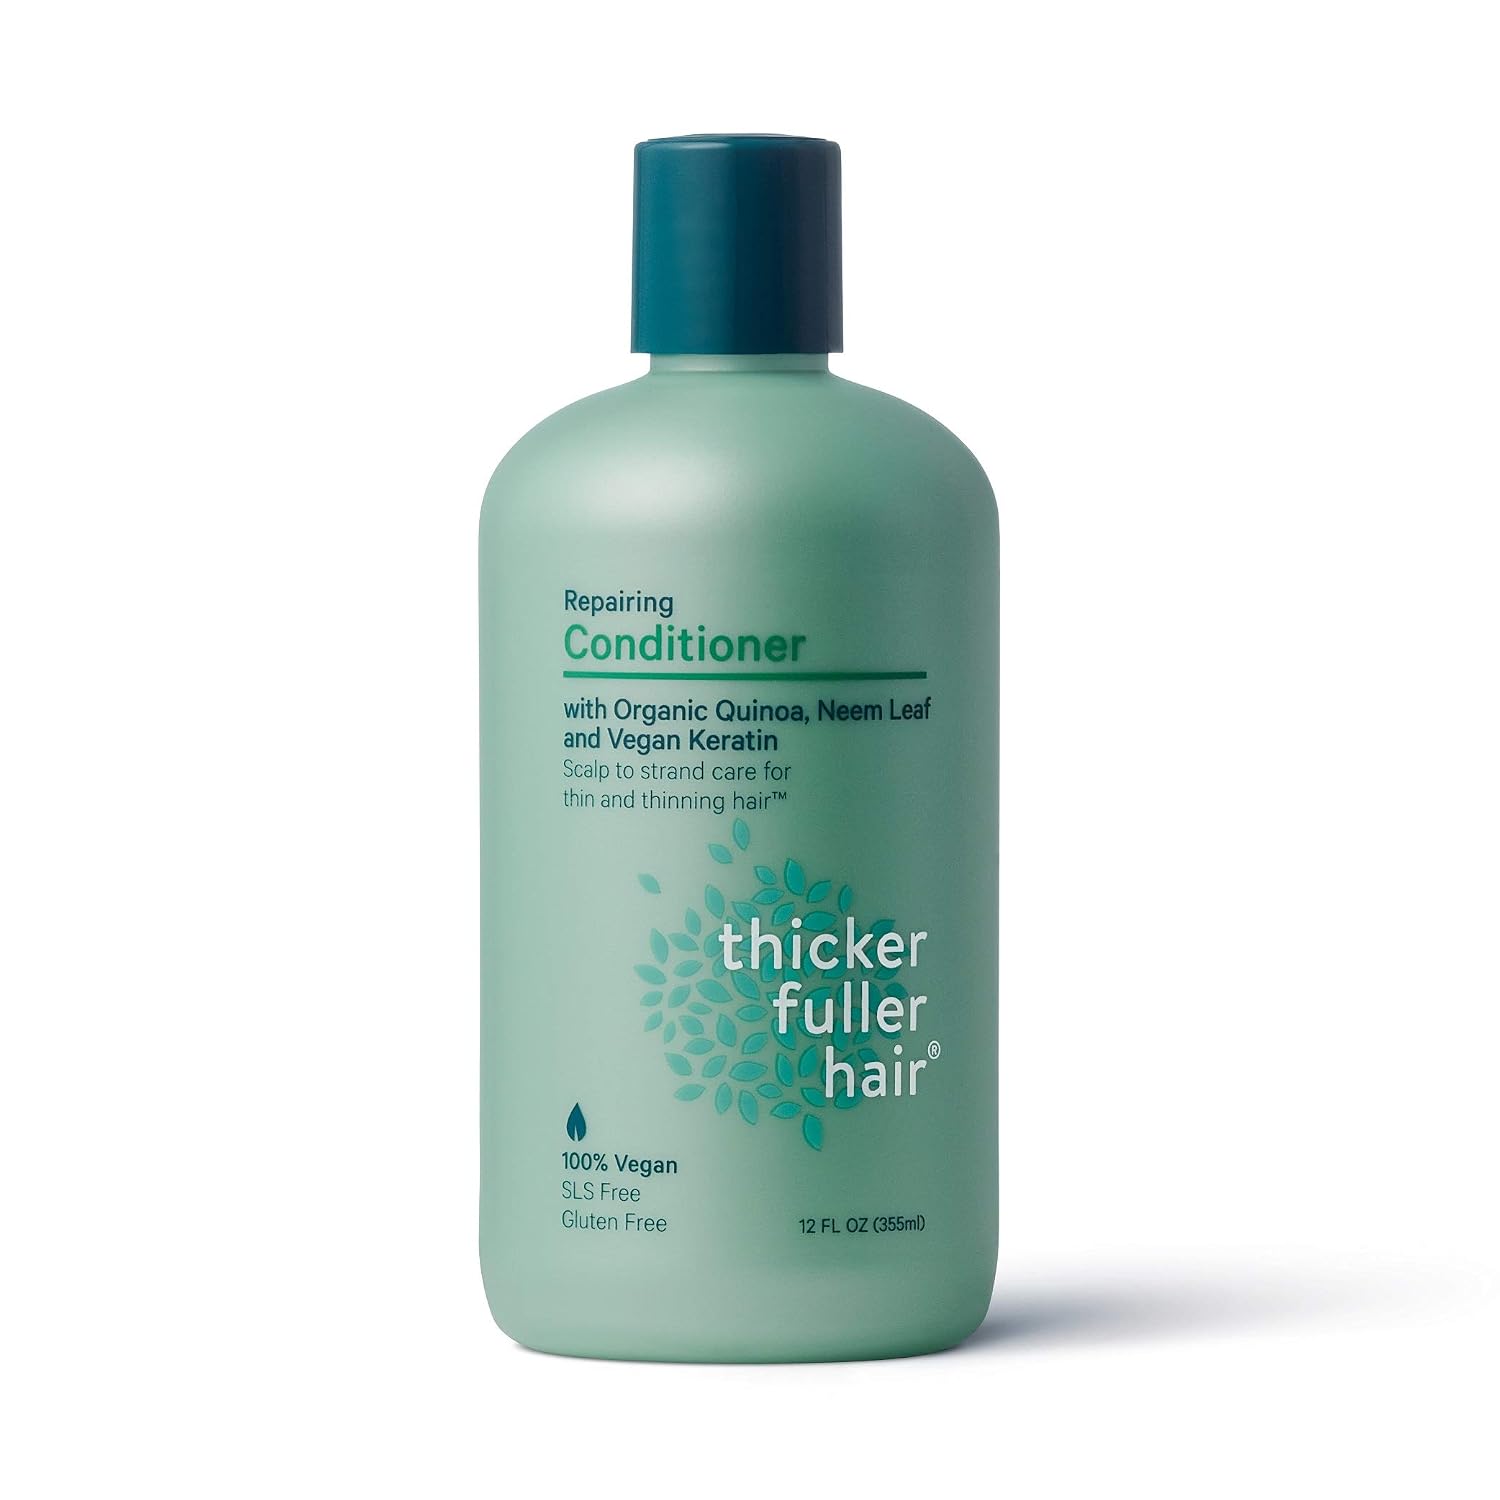 Repairing
Conditioner
with Organic Quinoa, Neem Leaf
and Vegan Keratin
Scalp to strand care for
thin and thinning hair™
thicker
fuller
hair®
100% Vegan
SLS Free
Gluten Free
12 FL OZ (355ml)